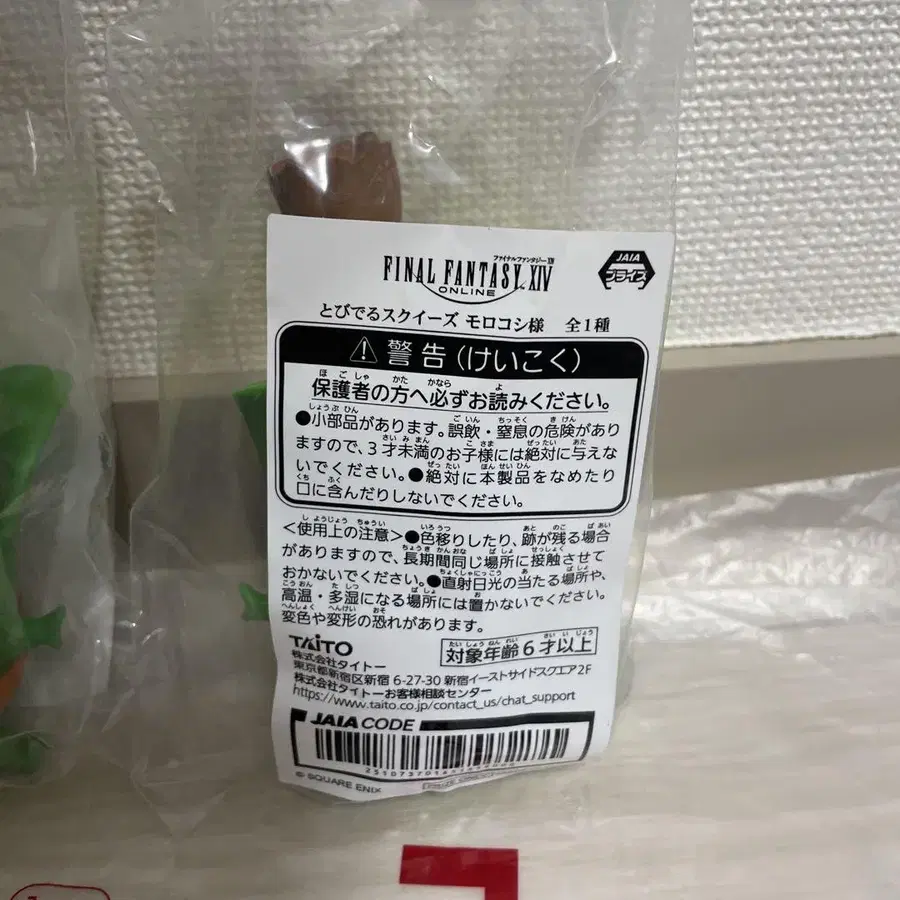 ファイナルファンタジーXIV
FINAL FANTASY XIV
ONLINE
JAIA
プライズ
とびでるスクイーズ モロコシ様 全1種
警告(けいこく)
保護者の方へ必ずお読みください。
●小部品があります。誤飲・窒息の危険があり
ますので、3才未満のお子様には絶対に与えな
いでください。●絶対に本製品をなめたり
口に含んだりしないでください。
<使用上の注意>●色移りしたり、跡が残る場合
がありますので、長期間同じ場所に接触させて
おかないでください。●直射日光の当たる場所や、
高温・多湿になる場所には置かないでください。
変色や変形の恐れがあります。
TAITO
対象年齢6才以上
株式会社タイトー
東京都新宿区新宿 6-27-30 新宿イーストサイドスクエア2F
株式会社タイトーお客様相談センター
https://www.taito.co.jp/contact_us/chat_support
JAIA CODE
© SQUARE ENIX